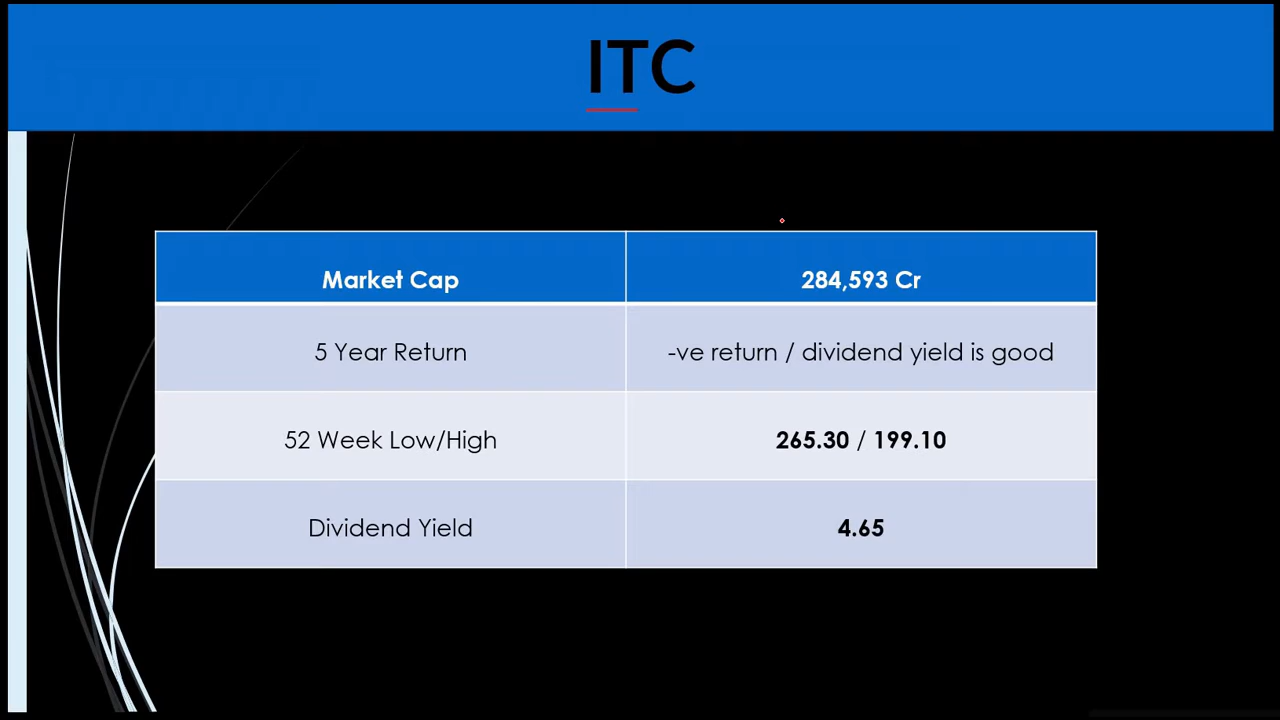 ITC
Market Cap 284,593 Cr
5 Year Return -ve return / dividend yield is good
52 Week Low/High 265.30 / 199.10
Dividend Yield 4.65